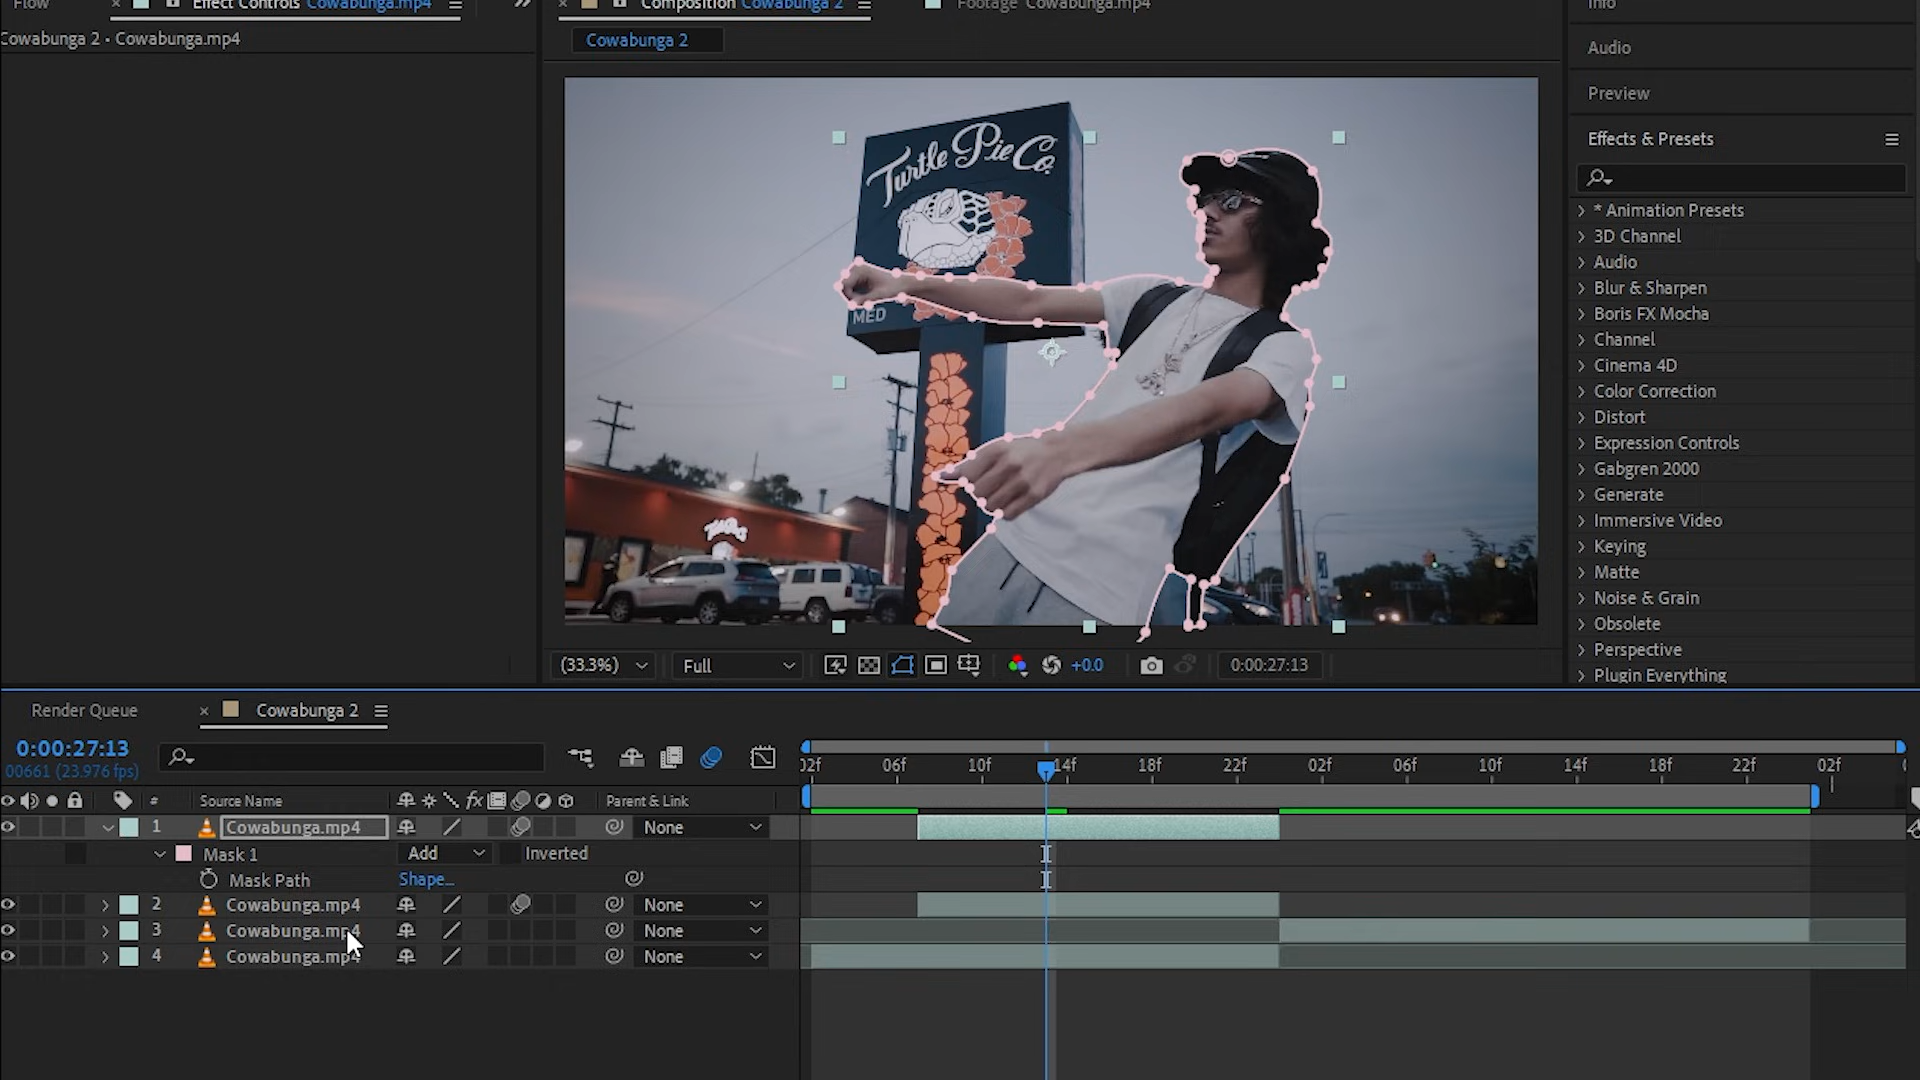 Flow
Effect Controls Cowabunga.mp4
Composition Cowabunga 2
Footage Cowabunga.mp4
Info
Cowabunga 2 • Cowabunga.mp4
Cowabunga 2
Audio
Preview
Effects & Presets
* Animation Presets
3D Channel
Audio
Blur & Sharpen
Boris FX Mocha
Channel
Cinema 4D
Color Correction
Distort
Expression Controls
Gabgren 2000
Generate
Immersive Video
Keying
Matte
Noise & Grain
Obsolete
Perspective
Plugin Everything
Turtle Pie Co.
MED
(33.3%)
Full
+0.0
0:00:27:13
Render Queue
Cowabunga 2
0:00:27:13
00661 (23.976 fps)
02f 06f 10f 14f 18f 22f 02f 06f 10f 14f 18f 22f 02f
# Source Name fx Parent & Link
1 Cowabunga.mp4 None
Mask 1 Add Inverted
Mask Path Shape...
2 Cowabunga.mp4 None
3 Cowabunga.mp4 None
4 Cowabunga.mp4 None